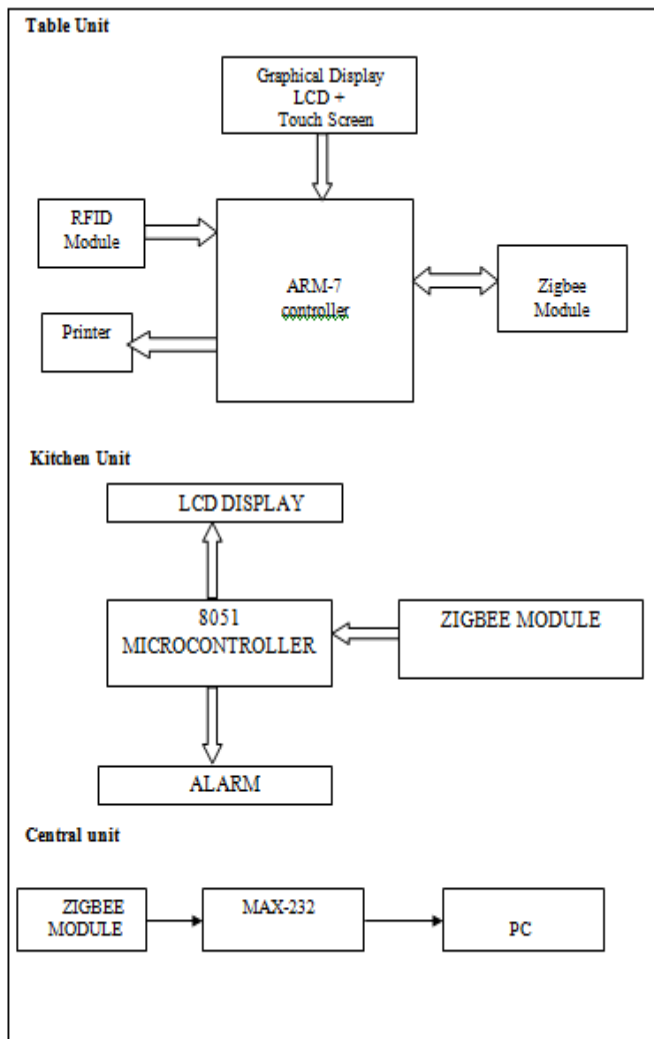 Table Unit
Graphical Display
LCD +
Touch Screen
RFID
Module
ARM-7
controller
Zigbee
Module
Printer
Kitchen Unit
LCD DISPLAY
8051
MICROCONTROLLER
ZIGBEE MODULE
ALARM
Central unit
ZIGBEE
MODULE
MAX-232
PC